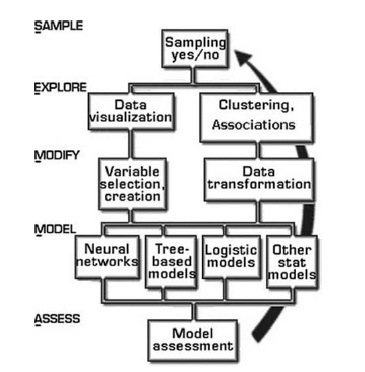 SAMPLE
Sampling
yes/no
EXPLORE
Data
visualization
Clustering,
Associations
MODIFY
Variable
selection,
creation
Data
transformation
MODEL
Neural
networks
Tree-
based
models
Logistic
models
Other
stat
models
ASSESS
Model
assessment